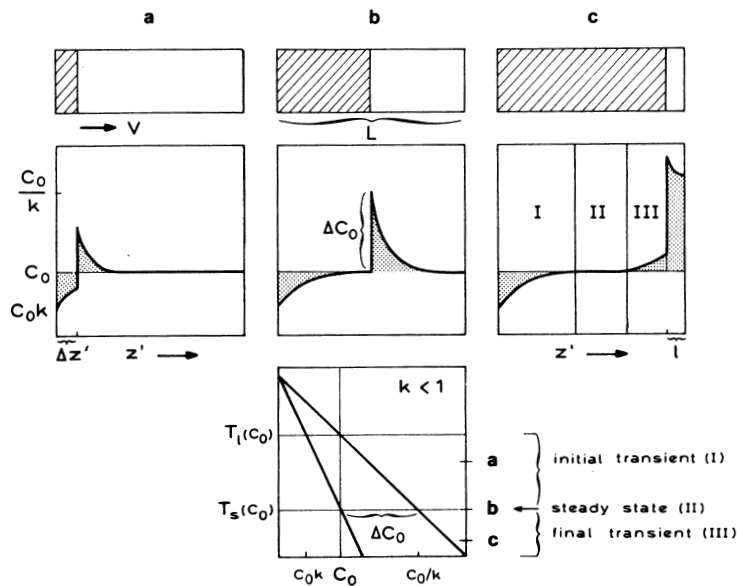 a
b
c
V
L
C₀/k
C₀
C₀k
Δz'
z'
ΔC₀
I
II
III
z'
l
k < 1
Tₗ(C₀)
Tₛ(C₀)
ΔC₀
C₀k
C₀
C₀/k
a
b
c
initial transient (I)
steady state (II)
final transient (III)